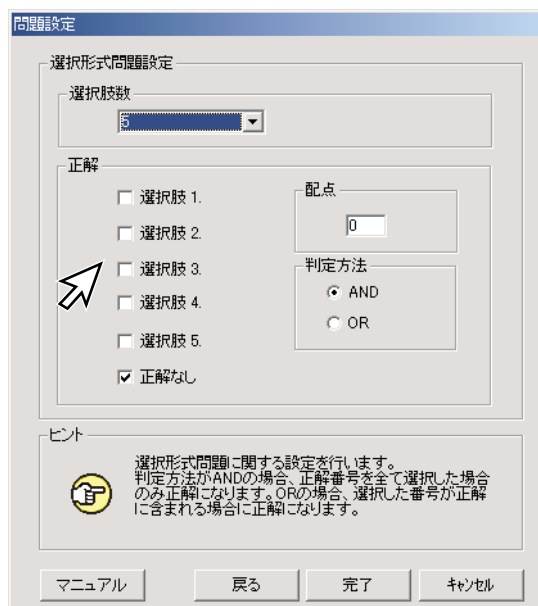 問題設定
選択形式問題設定
選択肢数
5
正解
選択肢 1.
選択肢 2.
選択肢 3.
選択肢 4.
選択肢 5.
正解なし
配点
0
判定方法
AND
OR
ヒント
選択形式問題に関する設定を行います。
判定方法がANDの場合、正解番号を全て選択した場合
のみ正解になります。ORの場合、選択した番号が正解
に含まれる場合に正解になります。
マニュアル
戻る
完了
キャンセル